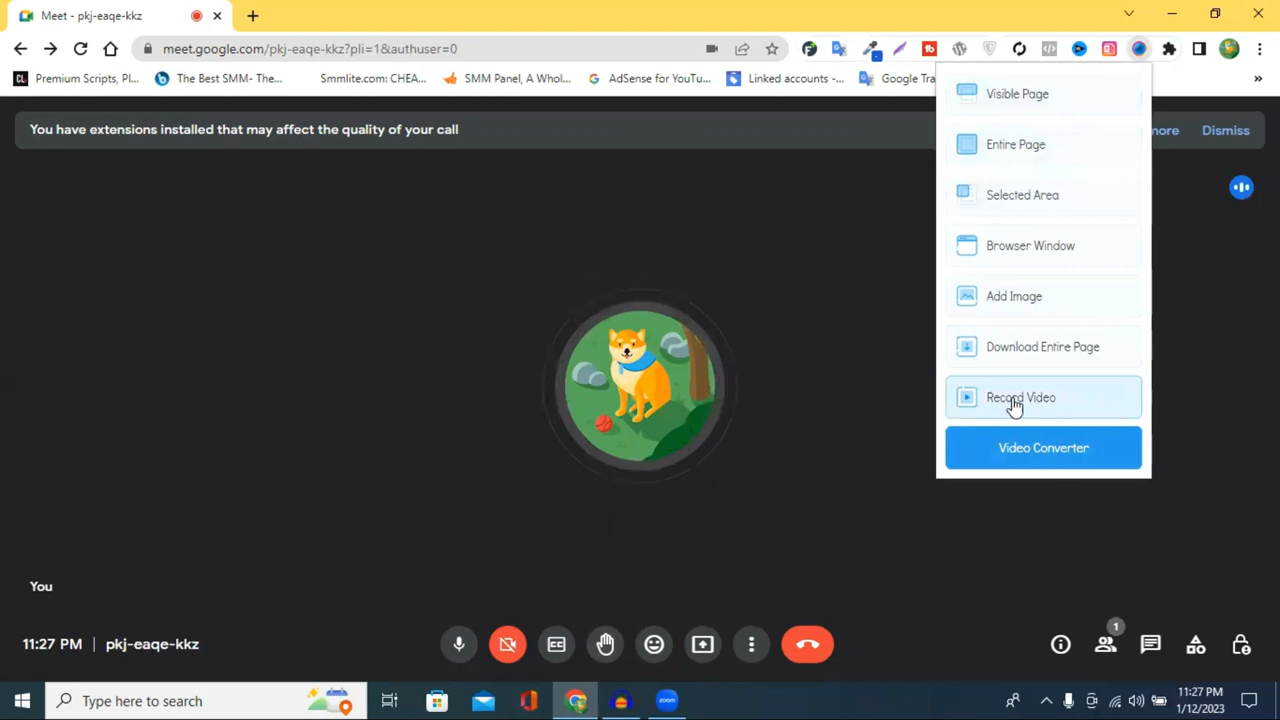 Meet - pkj-eaqe-kkz
meet.google.com/pkj-eaqe-kkz?pli=1&authuser=0
CL Premium Scripts, Pl... The Best SMM- The... Smmlite.com: CHEA... SMM Panel, A Whol... AdSense for YouTu... Linked accounts -... Google Tra
You have extensions installed that may affect the quality of your call
more Dismiss
Visible Page
Entire Page
Selected Area
Browser Window
Add Image
Download Entire Page
Record Video
Video Converter
You
11:27 PM | pkj-eaqe-kkz
1
Type here to search
zoom
11:27 PM
1/12/2023